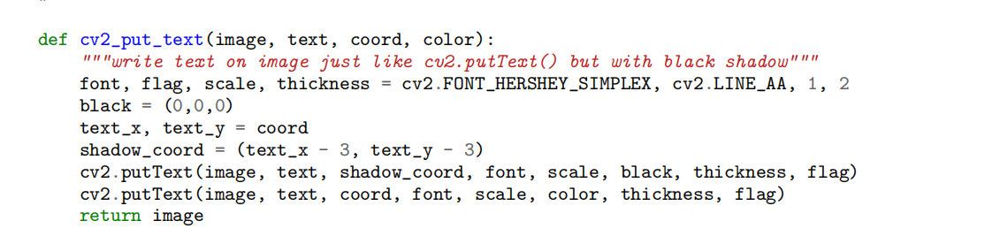 def cv2_put_text(image, text, coord, color):
"""write text on image just like cv2.putText() but with black shadow"""
font, flag, scale, thickness = cv2.FONT_HERSHEY_SIMPLEX, cv2.LINE_AA, 1, 2
black = (0,0,0)
text_x, text_y = coord
shadow_coord = (text_x - 3, text_y - 3)
cv2.putText(image, text, shadow_coord, font, scale, black, thickness, flag)
cv2.putText(image, text, coord, font, scale, color, thickness, flag)
return image